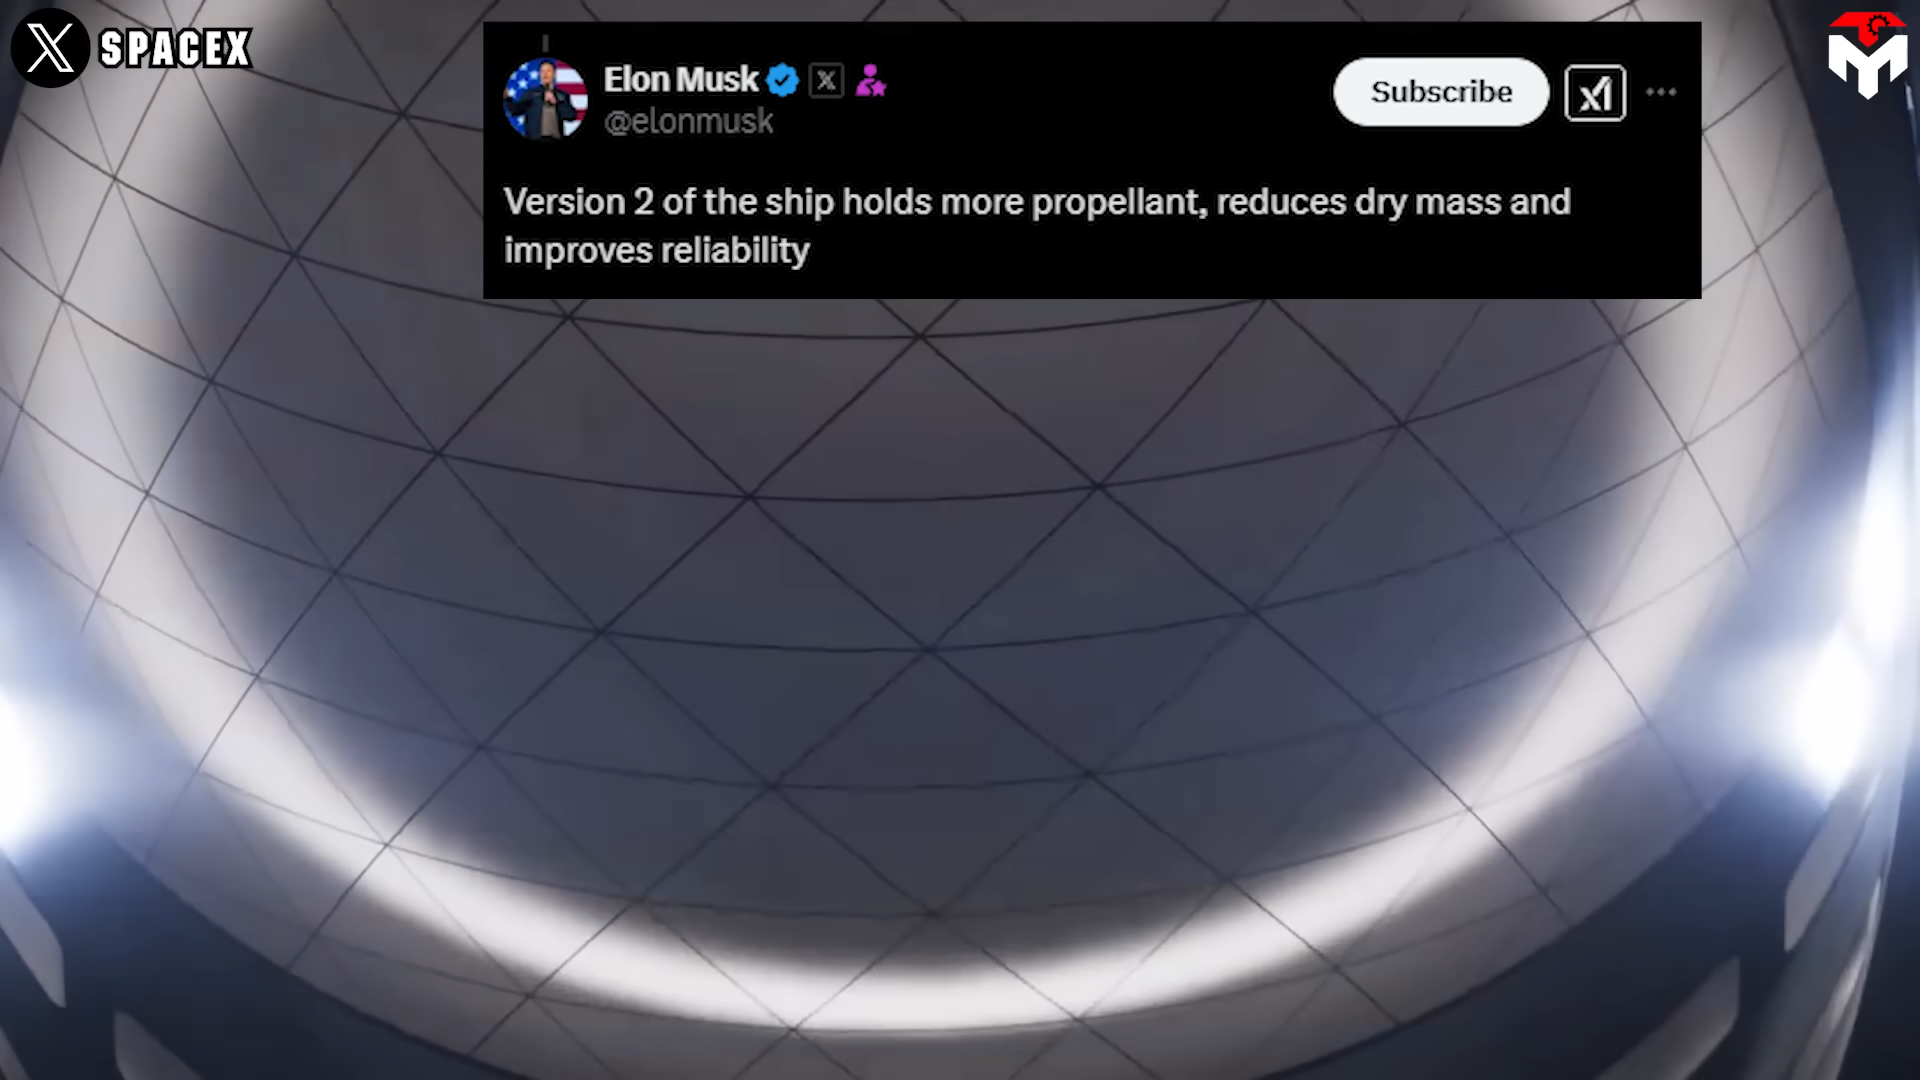 SPACEX
Elon Musk
@elonmusk
Subscribe
Version 2 of the ship holds more propellant, reduces dry mass and
improves reliability